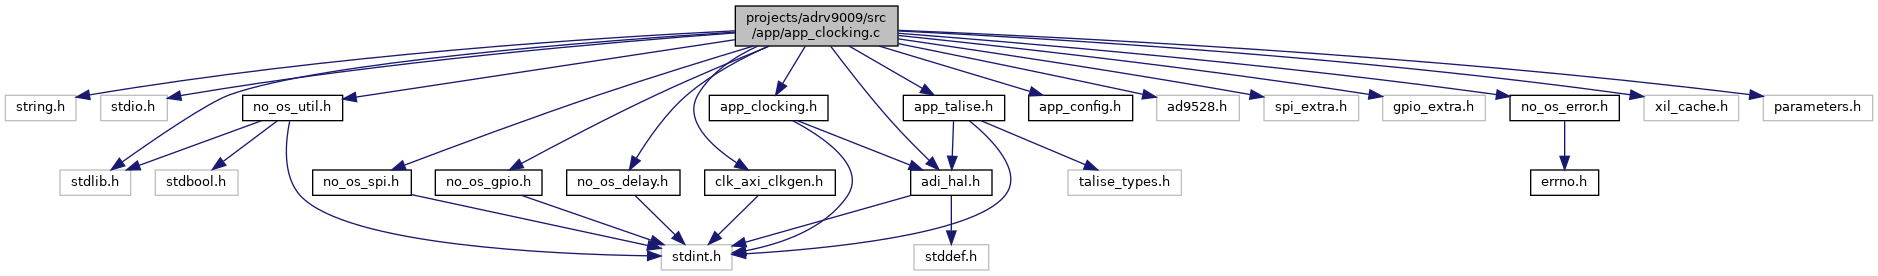 projects/adrv9009/src
/app/app_clocking.c
string.h
stdio.h
no_os_util.h
app_clocking.h
app_talise.h
app_config.h
ad9528.h
spi_extra.h
gpio_extra.h
no_os_error.h
xil_cache.h
parameters.h
stdlib.h
stdbool.h
no_os_spi.h
no_os_gpio.h
no_os_delay.h
clk_axi_clkgen.h
adi_hal.h
talise_types.h
errno.h
stdint.h
stddef.h